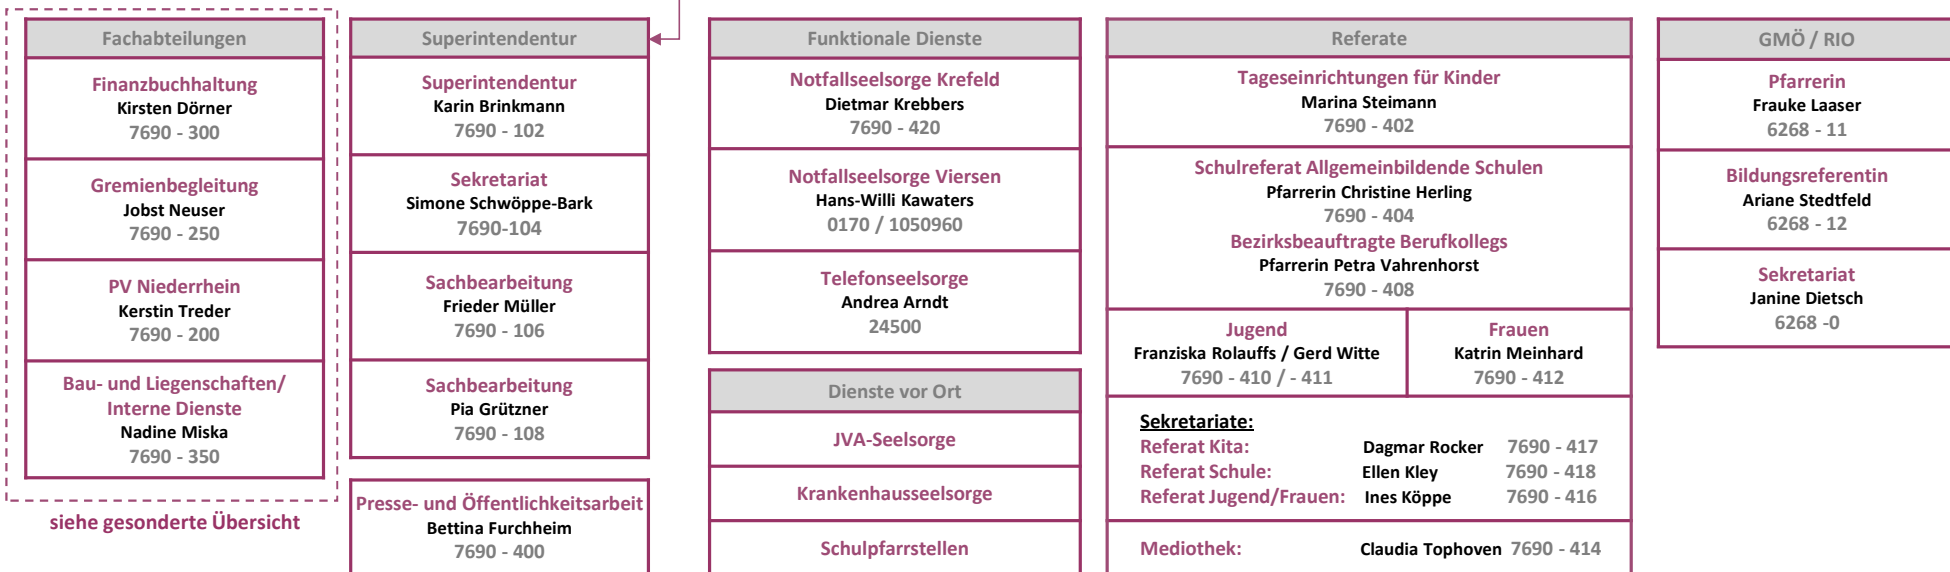 Fachabteilungen
Finanzbuchhaltung
Kirsten Dörner
7690 - 300
Gremienbegleitung
Jobst Neuser
7690 - 250
PV Niederrhein
Kerstin Treder
7690 - 200
Bau- und Liegenschaften/
Interne Dienste
Nadine Miska
7690 - 350
siehe gesonderte Übersicht
Superintendentur
Superintendentur
Karin Brinkmann
7690 - 102
Sekretariat
Simone Schwöppe-Bark
7690-104
Sachbearbeitung
Frieder Müller
7690 - 106
Sachbearbeitung
Pia Grützner
7690 - 108
Presse- und Öffentlichkeitsarbeit
Bettina Furchheim
7690 - 400
Funktionale Dienste
Notfallseelsorge Krefeld
Dietmar Krebbers
7690 - 420
Notfallseelsorge Viersen
Hans-Willi Kawaters
0170 / 1050960
Telefonseelsorge
Andrea Arndt
24500
Dienste vor Ort
JVA-Seelsorge
Krankenhausseelsorge
Schulpfarrstellen
Referate
Tageseinrichtungen für Kinder
Marina Steimann
7690 - 402
Schulreferat Allgemeinbildende Schulen
Pfarrerin Christine Herling
7690 - 404
Bezirksbeauftragte Berufkollegs
Pfarrerin Petra Vahrenhorst
7690 - 408
Jugend
Franziska Rolauffs / Gerd Witte
7690 - 410 / - 411
Frauen
Katrin Meinhard
7690 - 412
Sekretariate:
Referat Kita: Dagmar Rocker 7690 - 417
Referat Schule: Ellen Kley 7690 - 418
Referat Jugend/Frauen: Ines Köppe 7690 - 416
Mediothek: Claudia Tophoven 7690 - 414
GMÖ / RIO
Pfarrerin
Frauke Laaser
6268 - 11
Bildungsreferentin
Ariane Stedtfeld
6268 - 12
Sekretariat
Janine Dietsch
6268 -0